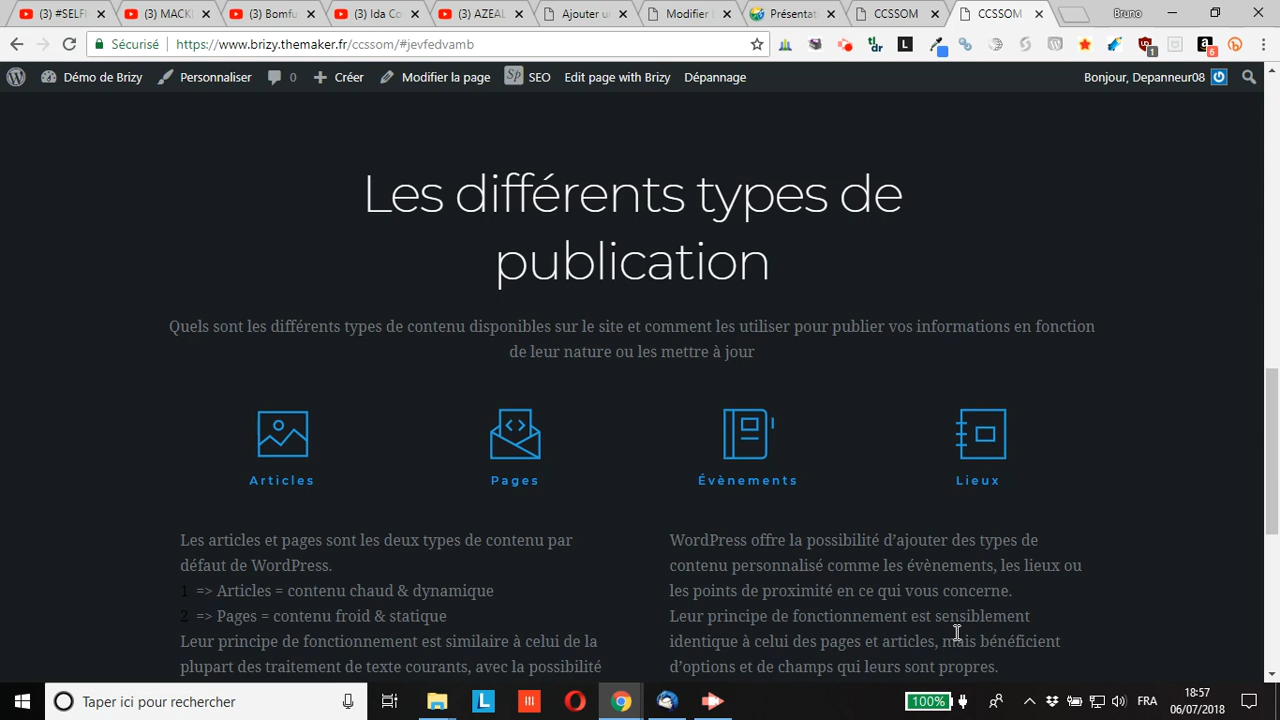 (3) #SELFI
(3) MACKI
(3) Bomfu
(3) Ida Co
(3) AZEAL
Ajouter u
Modifier L
Présentati
CCSSOM
CCSSOM
Bruno
Sécurisé
https://www.brizy.themaker.fr/ccssom/#jevfedvamb
Démo de Brizy
Personnaliser
0
Créer
Modifier la page
SEO
Edit page with Brizy
Dépannage
Bonjour, Depanneur08
Les différents types de
publication
Quels sont les différents types de contenu disponibles sur le site et comment les utiliser pour publier vos informations en fonction
de leur nature ou les mettre à jour
Articles
Pages
Évènements
Lieux
Les articles et pages sont les deux types de contenu par
défaut de WordPress.
1 => Articles = contenu chaud & dynamique
2 => Pages = contenu froid & statique
Leur principe de fonctionnement est similaire à celui de la
plupart des traitement de texte courants, avec la possibilité
WordPress offre la possibilité d'ajouter des types de
contenu personnalisé comme les évènements, les lieux ou
les points de proximité en ce qui vous concerne.
Leur principe de fonctionnement est sensiblement
identique à celui des pages et articles, mais bénéficient
d'options et de champs qui leurs sont propres.
Taper ici pour rechercher
100%
FRA
18:57
06/07/2018